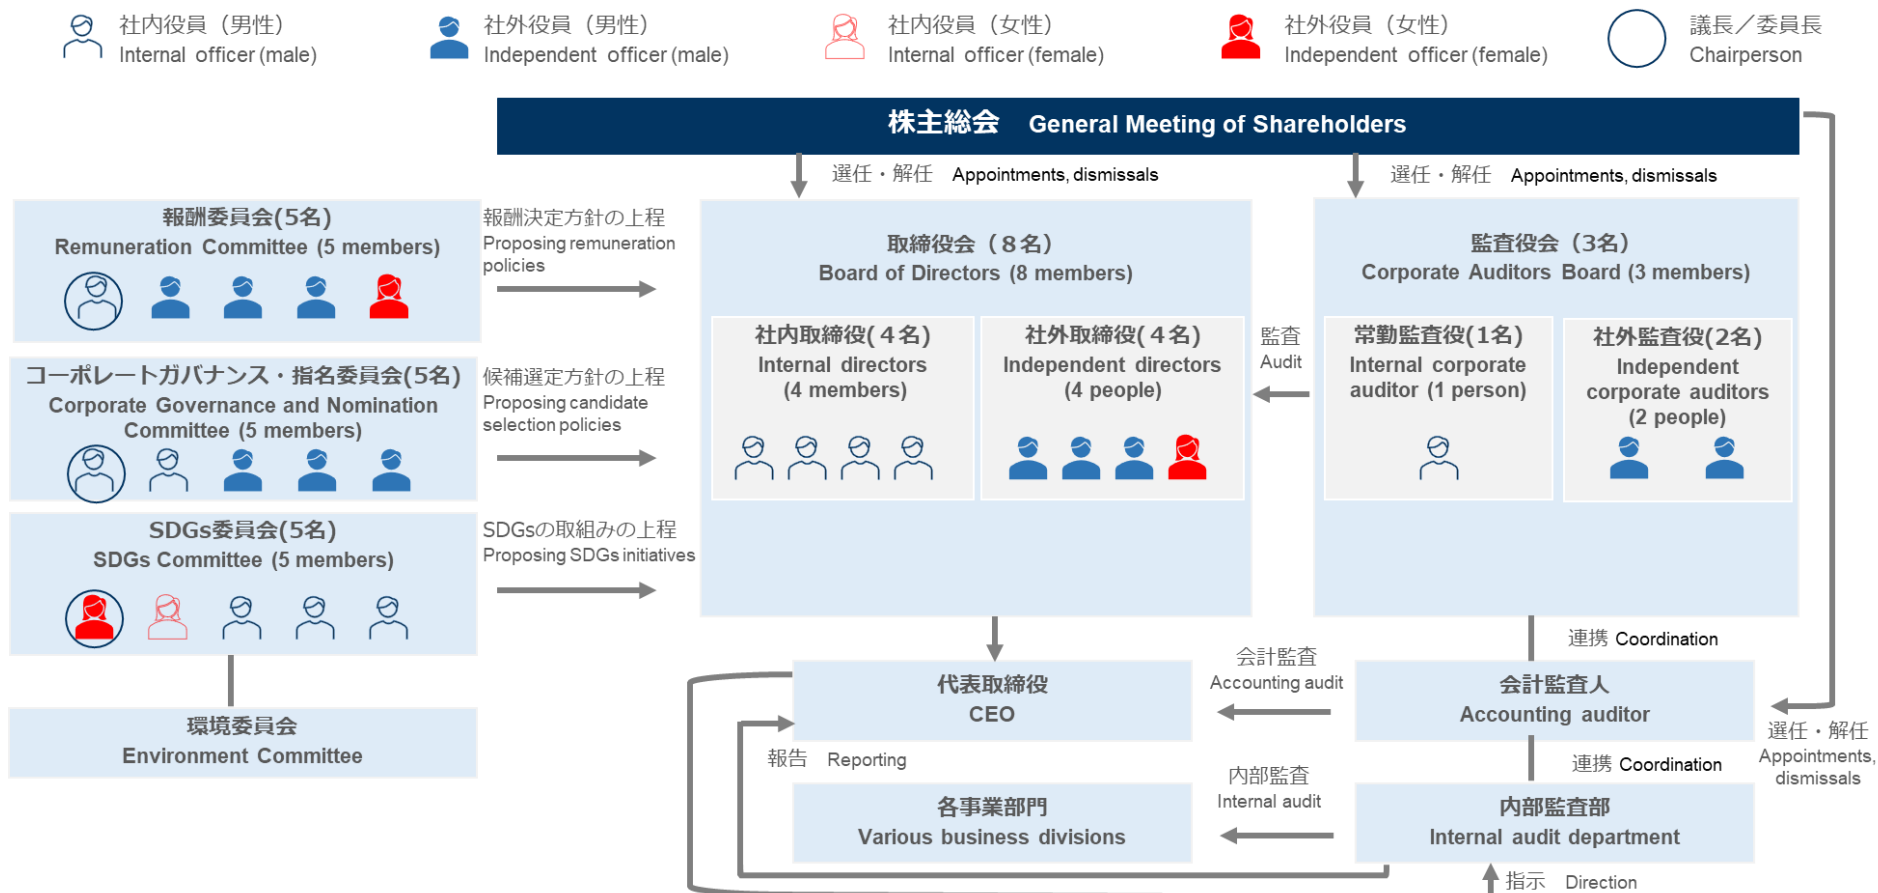 社内役員（男性）
Internal officer (male)
社外役員（男性）
Independent officer (male)
社内役員（女性）
Internal officer (female)
社外役員（女性）
Independent officer (female)
議長／委員長
Chairperson
株主総会 General Meeting of Shareholders
選任・解任 Appointments, dismissals
選任・解任 Appointments, dismissals
報酬委員会(5名)
Remuneration Committee (5 members)
報酬決定方針の上程
Proposing remuneration
policies
コーポレートガバナンス・指名委員会(5名)
Corporate Governance and Nomination
Committee (5 members)
候補選定方針の上程
Proposing candidate
selection policies
SDGs委員会(5名)
SDGs Committee (5 members)
SDGsの取組みの上程
Proposing SDGs initiatives
環境委員会
Environment Committee
取締役会（８名）
Board of Directors (8 members)
社内取締役(４名)
Internal directors
(4 members)
社外取締役(４名)
Independent directors
(4 people)
監査
Audit
監査役会（3名）
Corporate Auditors Board (3 members)
常勤監査役(1名)
Internal corporate
auditor (1 person)
社外監査役(2名)
Independent
corporate auditors
(2 people)
連携 Coordination
代表取締役
CEO
会計監査
Accounting audit
会計監査人
Accounting auditor
選任・解任
Appointments,
dismissals
報告 Reporting
連携 Coordination
各事業部門
Various business divisions
内部監査
Internal audit
内部監査部
Internal audit department
指示 Direction